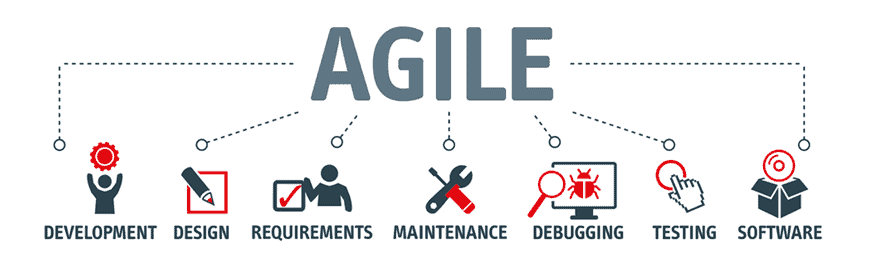 AGILE
DEVELOPMENT DESIGN REQUIREMENTS MAINTENANCE DEBUGGING TESTING SOFTWARE